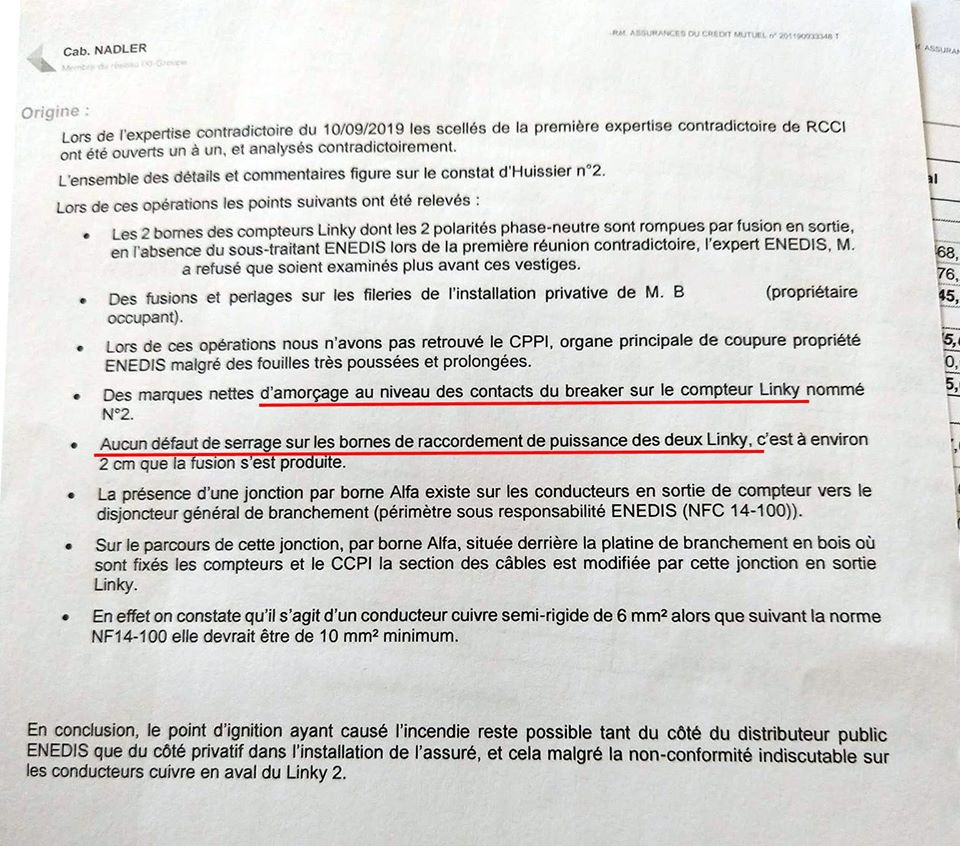 Cab. NADLER
Membre du réseau IXI-Groupe
RM. ASSURANCES DU CREDIT MUTUEL n° 201190933348 T
ASSURAN
Origine :
Lors de l'expertise contradictoire du 10/09/2019 les scellés de la première expertise contradictoire de RCCI
ont été ouverts un à un, et analysés contradictoirement.
L'ensemble des détails et commentaires figure sur le constat d'Huissier n°2.
Lors de ces opérations les points suivants ont été relevés :
• Les 2 bornes des compteurs Linky dont les 2 polarités phase-neutre sont rompues par fusion en sortie,
en l'absence du sous-traitant ENEDIS lors de la première réunion contradictoire, l'expert ENEDIS, M.
a refusé que soient examinés plus avant ces vestiges.
• Des fusions et perlages sur les fileries de l'installation privative de M. B (propriétaire
occupant).
• Lors de ces opérations nous n'avons pas retrouvé le CPPI, organe principale de coupure propriété
ENEDIS malgré des fouilles très poussées et prolongées.
• Des marques nettes d'amorçage au niveau des contacts du breaker sur le compteur Linky nommé
N°2.
• Aucun défaut de serrage sur les bornes de raccordement de puissance des deux Linky, c'est à environ
2 cm que la fusion s'est produite.
• La présence d'une jonction par borne Alfa existe sur les conducteurs en sortie de compteur vers le
disjoncteur général de branchement (périmètre sous responsabilité ENEDIS (NFC 14-100)).
• Sur le parcours de cette jonction, par borne Alfa, située derrière la platine de branchement en bois où
sont fixés les compteurs et le CCPI la section des câbles est modifiée par cette jonction en sortie
Linky.
• En effet on constate qu'il s'agit d'un conducteur cuivre semi-rigide de 6 mm² alors que suivant la norme
NF14-100 elle devrait être de 10 mm² minimum.
En conclusion, le point d'ignition ayant causé l'incendie reste possible tant du côté du distributeur public
ENEDIS que du côté privatif dans l'installation de l'assuré, et cela malgré la non-conformité indiscutable sur
les conducteurs cuivre en aval du Linky 2.
al
68,
76,
45,